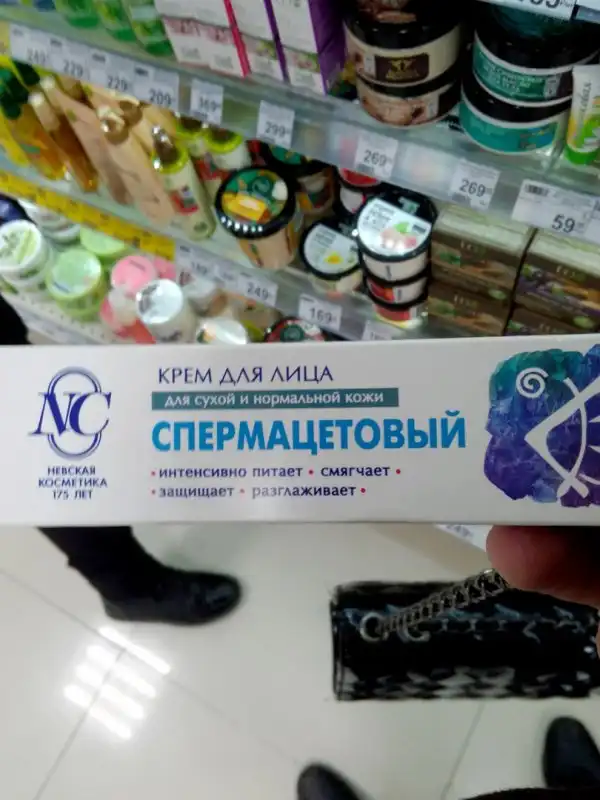 249
229
229
209
369
299
269
269
59
249
169
КРЕМ ДЛЯ ЛИЦА
для сухой и нормальной кожи
СПЕРМАЦЕТОВЫЙ
• интенсивно питает • смягчает •
• защищает • разглаживает •
NC
НЕВСКАЯ
КОСМЕТИКА
175 ЛЕТ